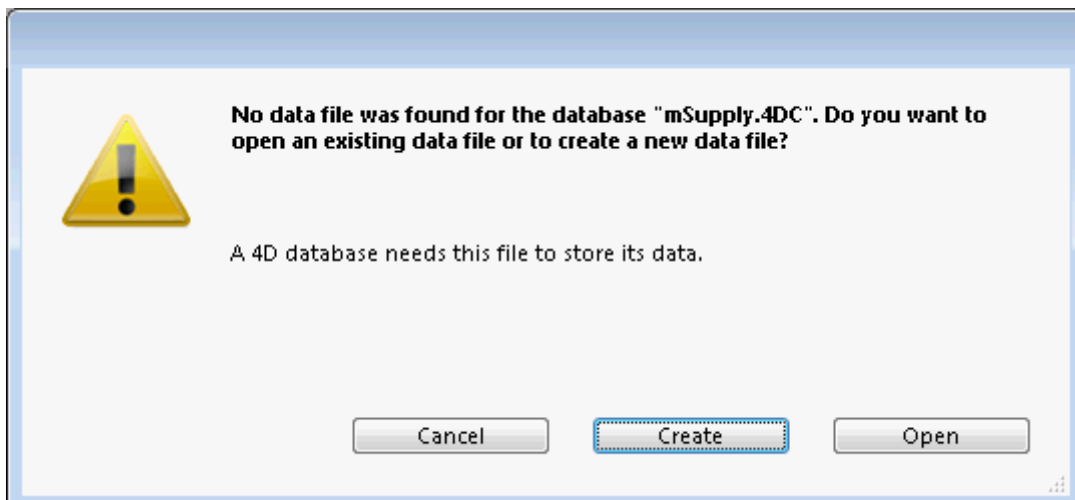 No data file was found for the database "mSupply.4DC". Do you want to
open an existing data file or to create a new data file?
A 4D database needs this file to store its data.
Cancel Create Open